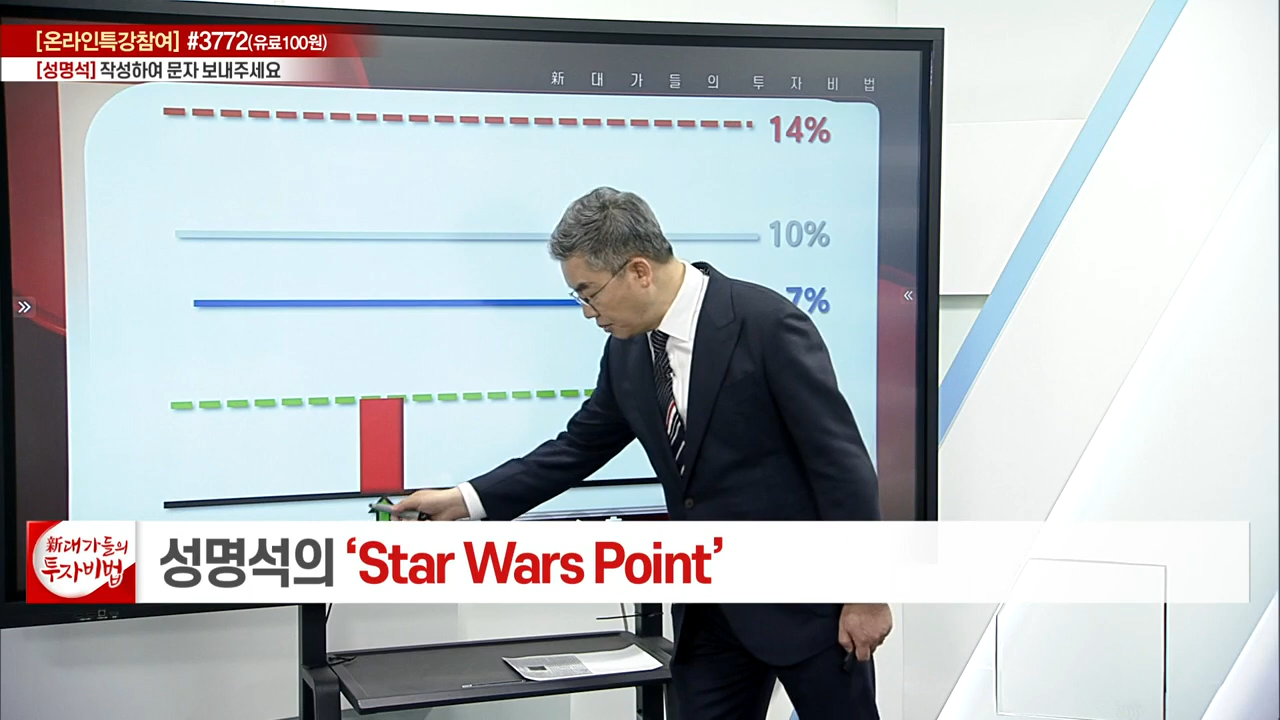 [온라인특강참여] #3772(유료100원)
[성명석] 작성하여 문자 보내주세요
新 대가들의 투자비법
14%
10%
7%
新대가들의
투자비법
성명석의 ‘Star Wars Point’